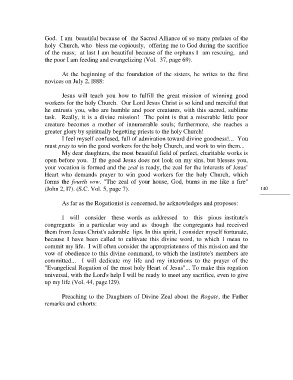 God. I am beautiful because of the Sacred Alliance of so many prelates of the
holy Church, who bless me copiously, offering me to God during the sacrifice
of the mass; at last I am beautiful because of the orphans I am rescuing, and
the poor I am feeding and evangelizing (Vol. 37, page 69).
As the beginning of the foundation of the sisters, he writes to the first
novices on July 2, 1888:
Jesus will teach you how to fulfill the great mission of winning good
workers for the holy Church. Our Lord Jesus Christ is so kind and merciful that
he entrusts you, who are humble and poor creatures, with this sacred, sublime
task. Really, it is a divine mission! The point is that a miserable little poor
creature becomes a mother of innumerable souls; furthermore, she reaches a
greater glory by spiritually begetting priests to the holy Church!
I feel myself confused, full of admiration toward divine goodness!... You
must pray to win the good workers for the holy Church, and work to win them...
My dear daughters, the most beautiful field of perfect, charitable works is
open before you. If the good Jesus does not look on my sins, but blesses you,
your vocation is formed and the zeal is ready, the zeal for the interests of Jesus'
Heart who demands prayer to win good workers for the holy Church, which
forms the fourth vow; "The zeal of your house, God, burns in me like a fire"
(John 2, 17). (S.C. Vol. 5, page 7).
140
As far as the Rogationist is concerned, he acknowledges and proposes:
I will consider these words as addressed to this pious institute's
congregants in a particular way and as though the congregants had received
them from Jesus Christ's adorable lips. In this spirit, I consider myself fortunate,
because I have been called to cultivate this divine word, to which I mean to
commit my life. I will often consider the appropriateness of this mission and the
vow of obedience to this divine command, to which the institute's members are
committed... I will dedicate my life and my intentions to the prayer of the
"Evangelical Rogation of the most holy Heart of Jesus"... To make this rogation
universal, with the Lord's help I will be ready to meet any sacrifice, even to give
up my life (Vol. 44, page 129).
Preaching to the Daughters of Divine Zeal about the Rogate, the Father
remarks and exhorts: